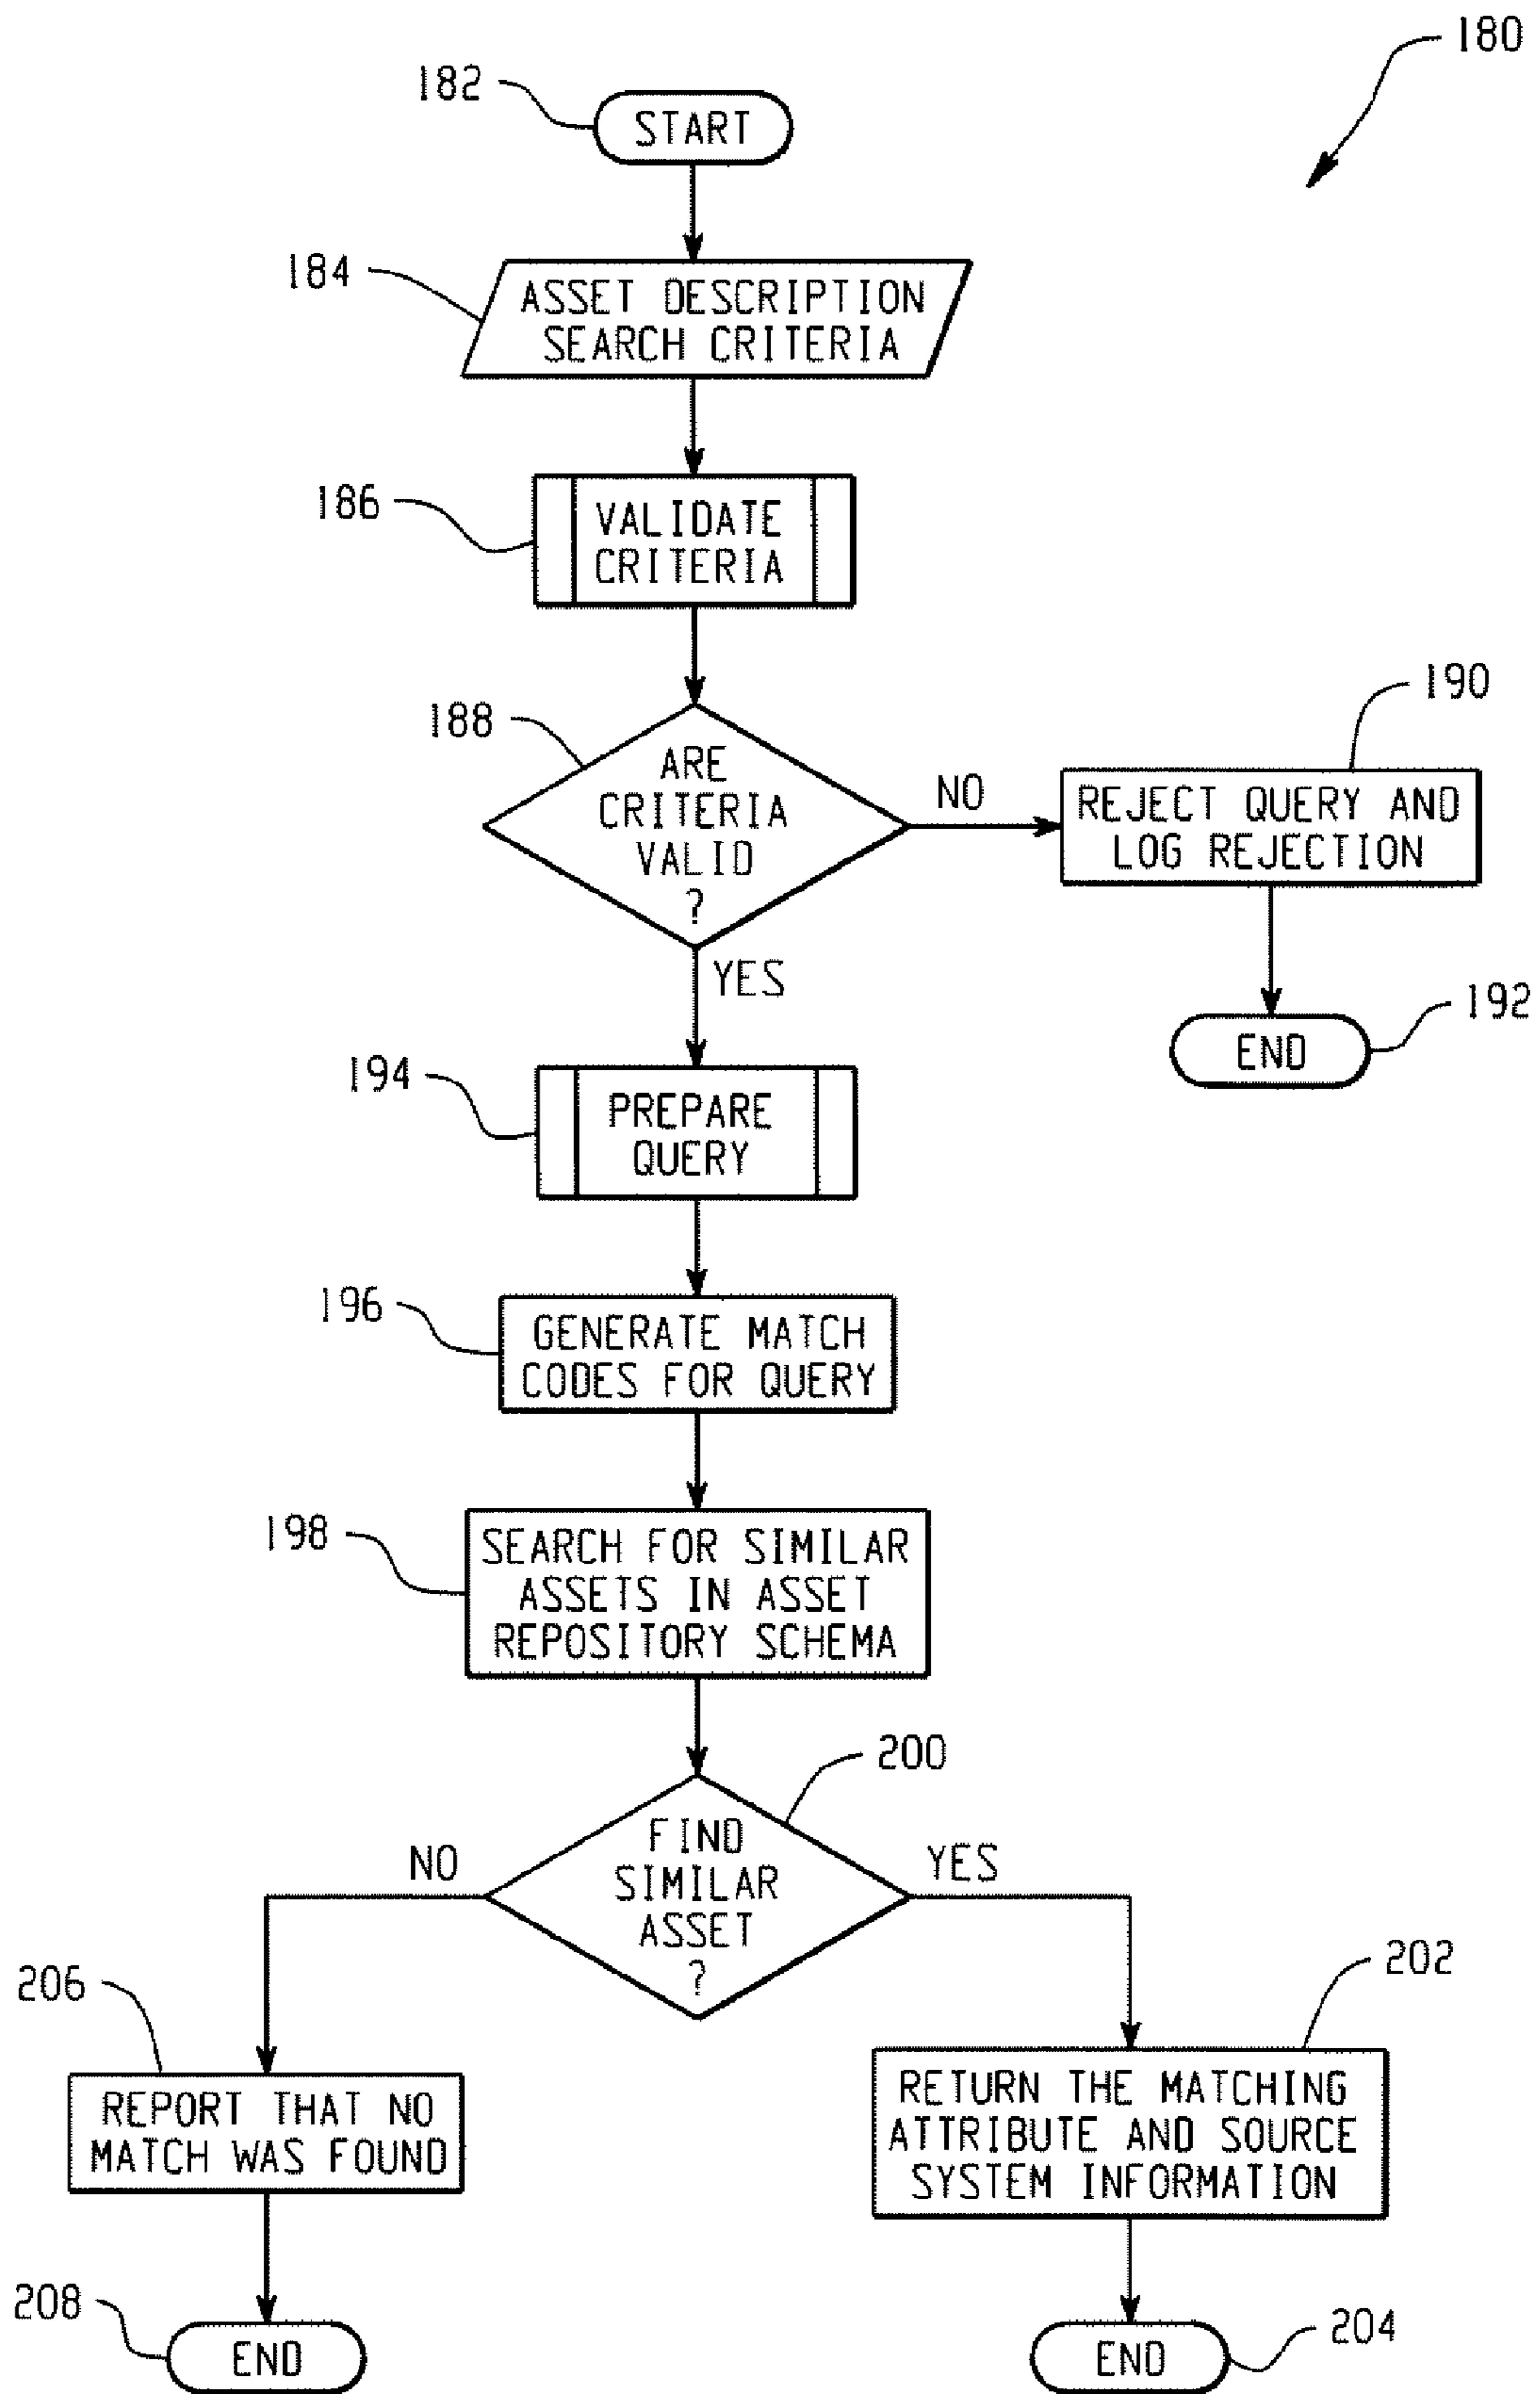 180
182
START
184
ASSET DESCRIPTION
SEARCH CRITERIA
186
VALIDATE
CRITERIA
188
ARE
CRITERIA
VALID
?
NO
190
REJECT QUERY AND
LOG REJECTION
YES
192
END
194
PREPARE
QUERY
196
GENERATE MATCH
CODES FOR QUERY
198
SEARCH FOR SIMILAR
ASSETS IN ASSET
REPOSITORY SCHEMA
200
FIND
SIMILAR
ASSET
?
NO
YES
206
REPORT THAT NO
MATCH WAS FOUND
202
RETURN THE MATCHING
ATTRIBUTE AND SOURCE
SYSTEM INFORMATION
208
END
204
END